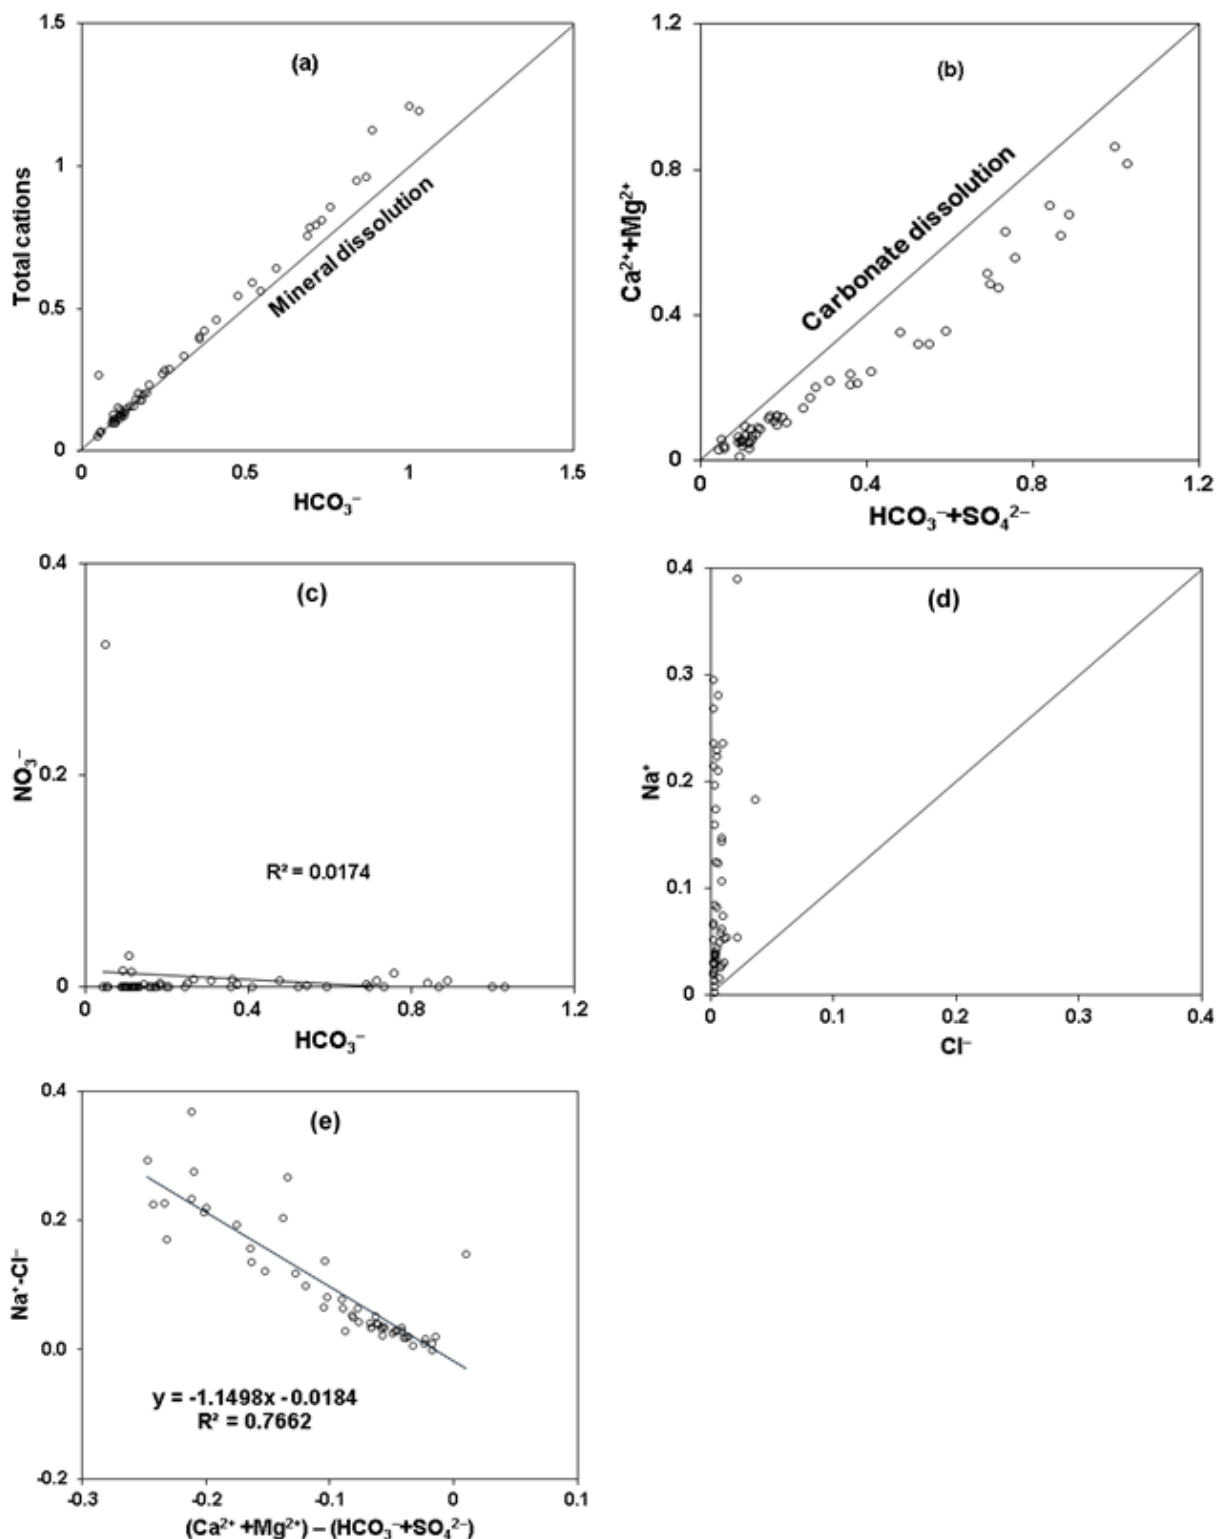 (a)
Total cations
1.5
1
0.5
0
Mineral dissolution
0
0.5
1
1.5
HCO₃⁻
(b)
Ca²⁺+Mg²⁺
1.2
0.8
0.4
0
Carbonate dissolution
0
0.4
0.8
1.2
HCO₃⁻+SO₄²⁻
(c)
NO₃⁻
0.4
0.2
0
R² = 0.0174
0
0.4
0.8
1.2
HCO₃⁻
(d)
Na⁺
0.4
0.3
0.2
0.1
0
0
0.1
0.2
0.3
0.4
Cl⁻
(e)
Na⁺-Cl⁻
0.4
0.2
0.0
-0.2
y = -1.1498x - 0.0184
R² = 0.7662
-0.3
-0.2
-0.1
0
0.1
(Ca²⁺ +Mg²⁺) – (HCO₃⁻+SO₄²⁻)